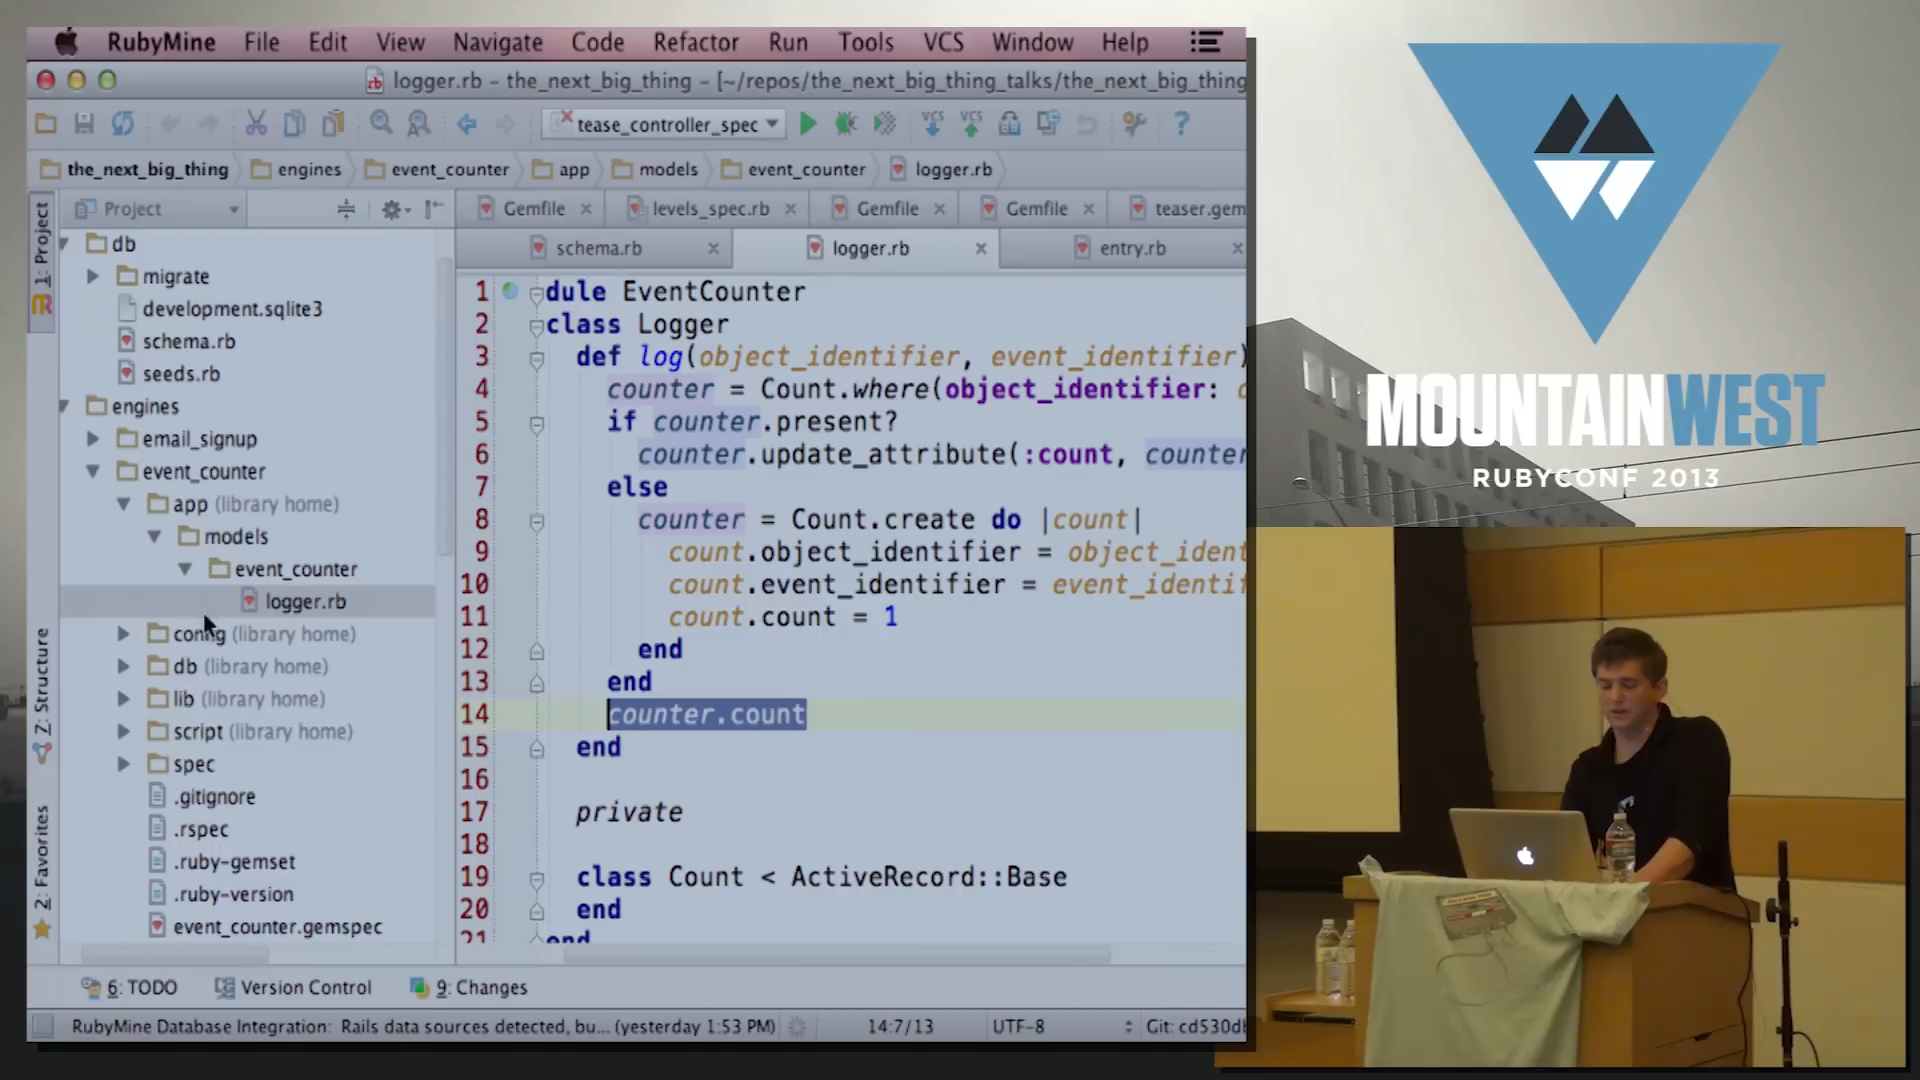 RubyMine File Edit View Navigate Code Refactor Run Tools VCS Window Help
logger.rb – the_next_big_thing – [~/repos/the_next_big_thing_talks/the_next_big_thing
tease_controller_spec VCS VCS ?
the_next_big_thing engines event_counter app models event_counter logger.rb
Project
Gemfile levels_spec.rb Gemfile Gemfile teaser.gem
schema.rb logger.rb entry.rb
1: Project
Z: Structure
2: Favorites
db
migrate
development.sqlite3
schema.rb
seeds.rb
engines
email_signup
event_counter
app (library home)
models
event_counter
logger.rb
config (library home)
db (library home)
lib (library home)
script (library home)
spec
.gitignore
.rspec
.ruby-gemset
.ruby-version
event_counter.gemspec
1 dule EventCounter
2 class Logger
3 def log(object_identifier, event_identifier)
4 counter = Count.where(object_identifier:
5 if counter.present?
6 counter.update_attribute(:count, counter
7 else
8 counter = Count.create do |count|
9 count.object_identifier = object_ident
10 count.event_identifier = event_identif
11 count.count = 1
12 end
13 end
14 counter.count
15 end
16
17 private
18
19 class Count < ActiveRecord::Base
20 end
21 end
6: TODO Version Control 9: Changes
RubyMine Database Integration: Rails data sources detected, bu... (yesterday 1:53 PM) 14:7/13 UTF-8 Git: cd530d
MOUNTAINWEST
RUBYCONF 2013